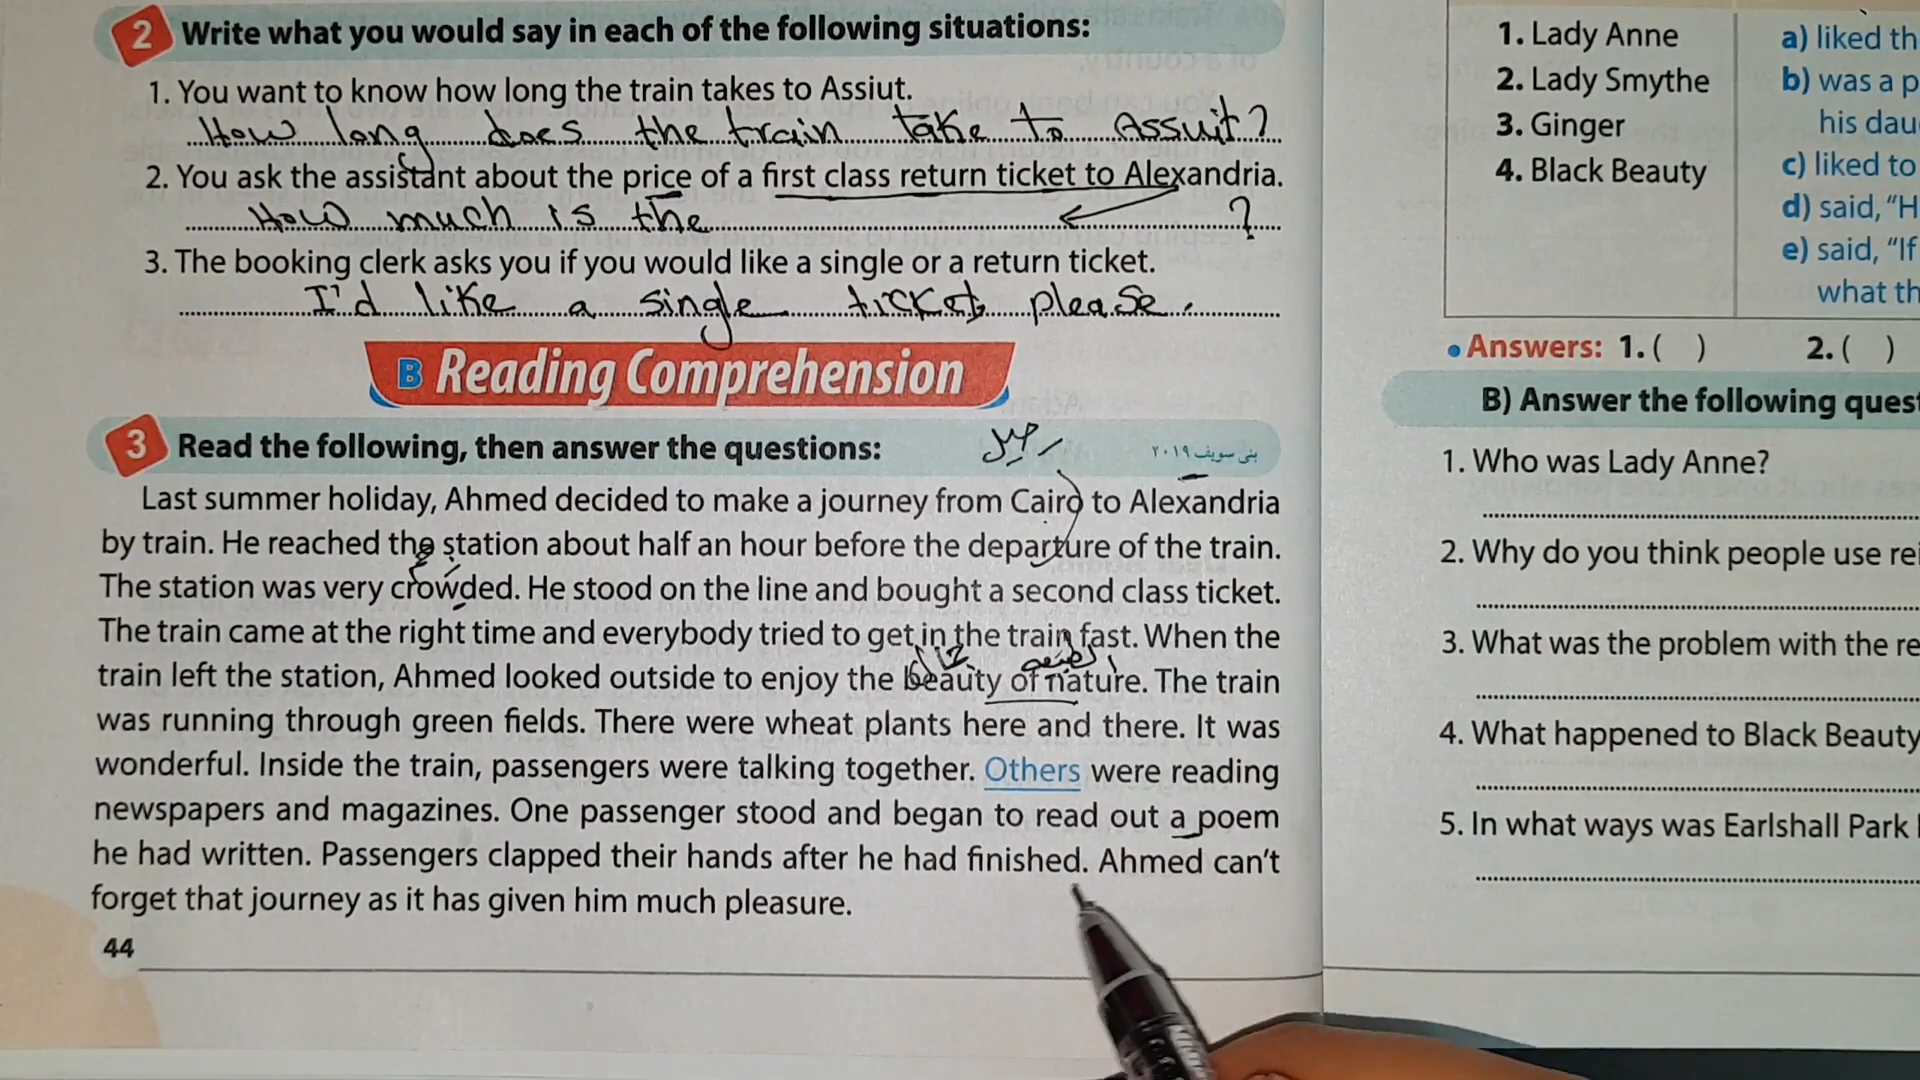 2 Write what you would say in each of the following situations:
1. You want to know how long the train takes to Assiut.
How long does the train take to Assuit?
2. You ask the assistant about the price of a first class return ticket to Alexandria.
How much is the ?
3. The booking clerk asks you if you would like a single or a return ticket.
I'd like a single ticket please.
B Reading Comprehension
3 Read the following, then answer the questions:
بنى سويف ٢٠١٩
Last summer holiday, Ahmed decided to make a journey from Cairo to Alexandria
by train. He reached the station about half an hour before the departure of the train.
The station was very crowded. He stood on the line and bought a second class ticket.
The train came at the right time and everybody tried to get in the train fast. When the
train left the station, Ahmed looked outside to enjoy the beauty of nature. The train
was running through green fields. There were wheat plants here and there. It was
wonderful. Inside the train, passengers were talking together. Others were reading
newspapers and magazines. One passenger stood and began to read out a poem
he had written. Passengers clapped their hands after he had finished. Ahmed can't
forget that journey as it has given him much pleasure.
44
1. Lady Anne
2. Lady Smythe
3. Ginger
4. Black Beauty
a) liked th
b) was a p
his dau
c) liked to
d) said, "H
e) said, "If
what th
• Answers: 1. ( ) 2. ( )
B) Answer the following quest
1. Who was Lady Anne?
2. Why do you think people use rei
3. What was the problem with the re
4. What happened to Black Beauty
5. In what ways was Earlshall Park